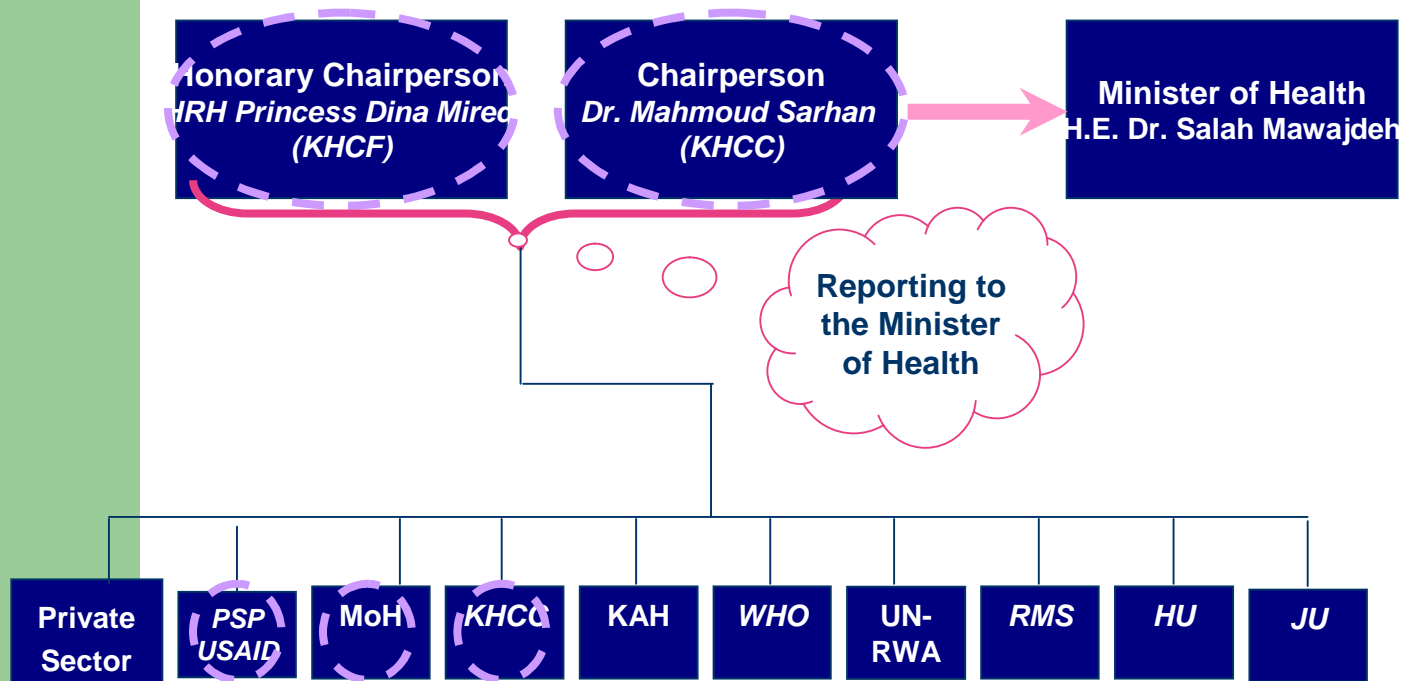 Honorary Chairperson
HRH Princess Dina Mired
(KHCF)
Chairperson
Dr. Mahmoud Sarhan
(KHCC)
Minister of Health
H.E. Dr. Salah Mawajdeh
Reporting to
the Minister
of Health
Private
Sector
PSP
USAID
MoH
KHCC
KAH
WHO
UN-
RWA
RMS
HU
JU